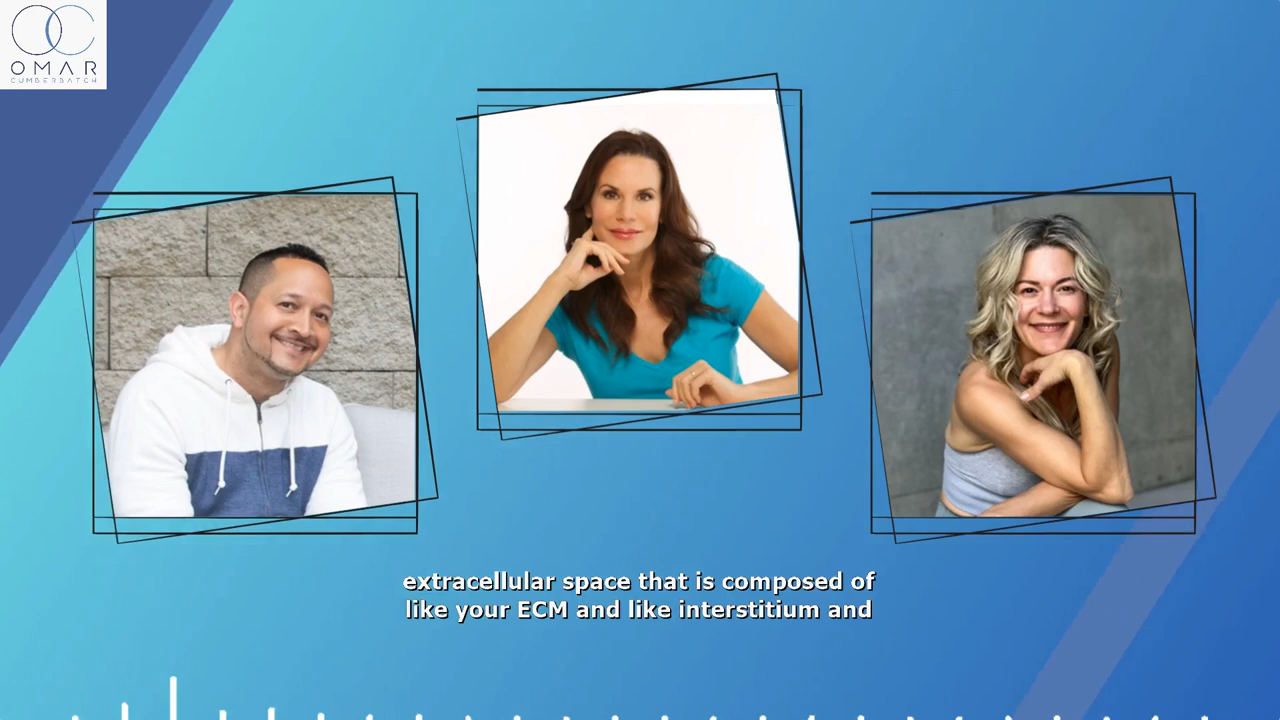 OMAR
CUMBERBATCH
extracellular space that is composed of
like your ECM and like interstitium and